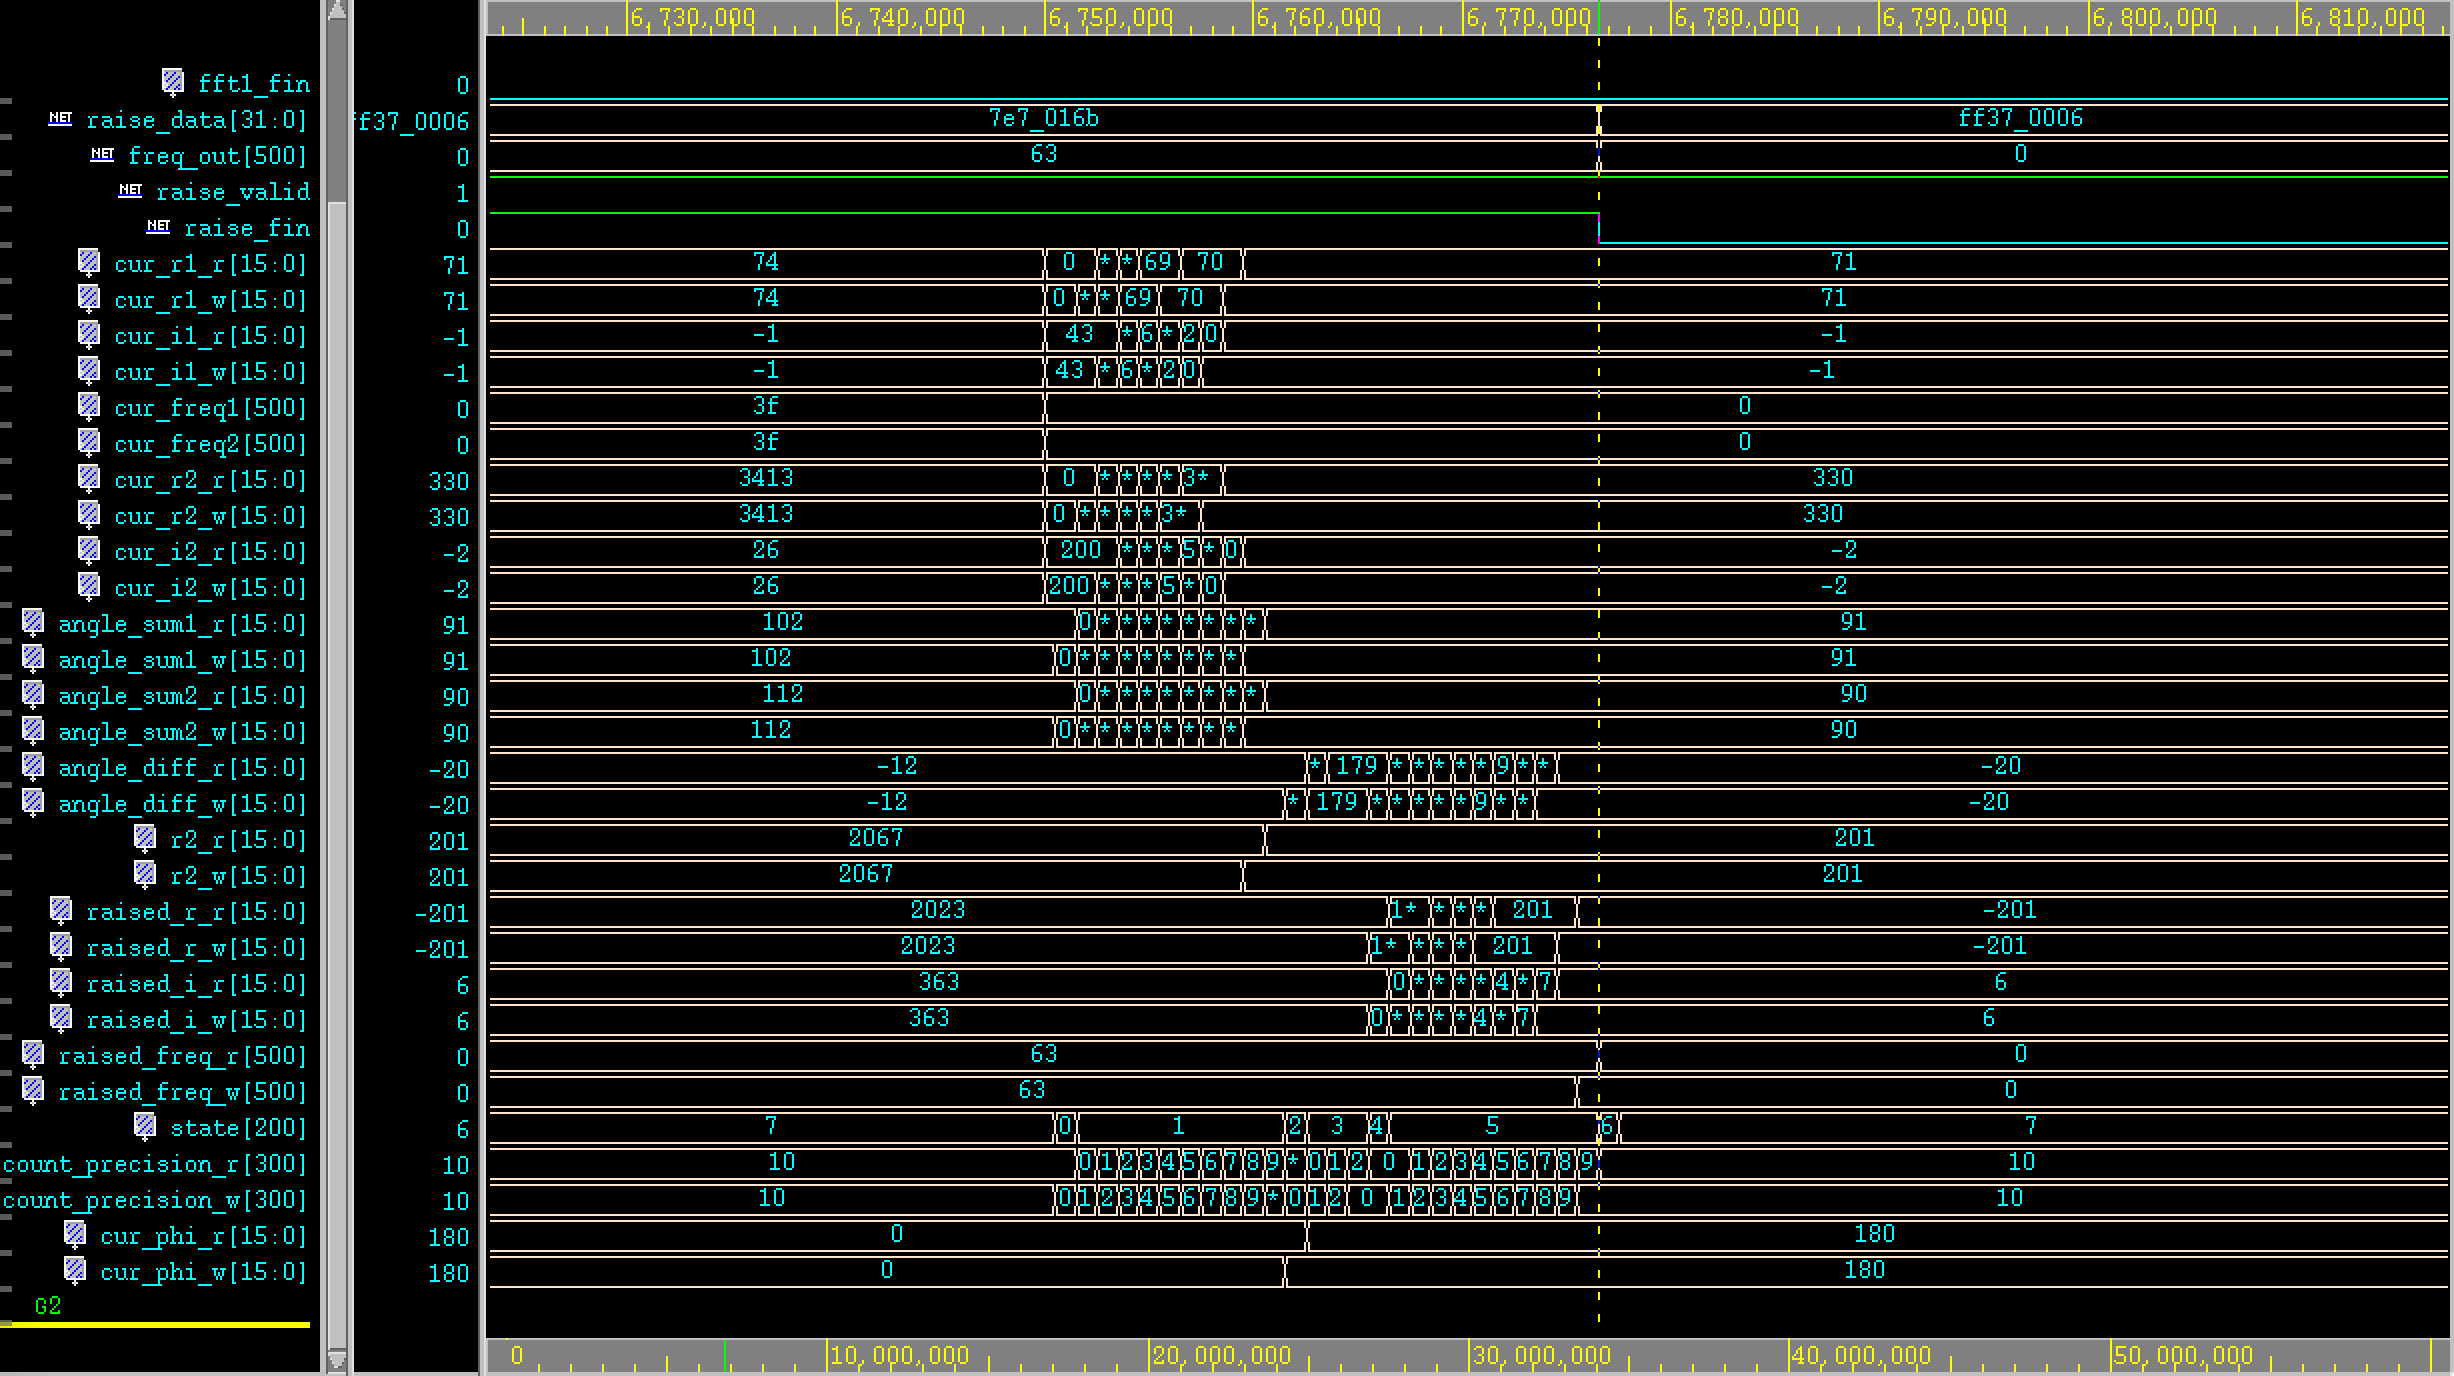 6,730,000 6,740,000 6,750,000 6,760,000 6,770,000 6,780,000 6,790,000 6,800,000 6,810,000
fft1_fin 0
NET raise_data[31:0] ff37_0006 7e7_016b ff37_0006
NET freq_out[500] 0 63 0
NET raise_valid 1
NET raise_fin 0
cur_r1_r[15:0] 71 74 0 * * 69 70 71
cur_r1_w[15:0] 71 74 0 * * 69 70 71
cur_i1_r[15:0] -1 -1 43 * 6 * 2 0 -1
cur_i1_w[15:0] -1 -1 43 * 6 * 2 0 -1
cur_freq1[500] 0 3f 0
cur_freq2[500] 0 3f 0
cur_r2_r[15:0] 330 3413 0 * * * * 3* 330
cur_r2_w[15:0] 330 3413 0 * * * * 3* 330
cur_i2_r[15:0] -2 26 200 * * * 5 * 0 -2
cur_i2_w[15:0] -2 26 200 * * * 5 * 0 -2
angle_sum1_r[15:0] 91 102 0 * * * * * * * * 91
angle_sum1_w[15:0] 91 102 0 * * * * * * * * 91
angle_sum2_r[15:0] 90 112 0 * * * * * * * * 90
angle_sum2_w[15:0] 90 112 0 * * * * * * * * 90
angle_diff_r[15:0] -20 -12 * 179 * * * * * 9 * * -20
angle_diff_w[15:0] -20 -12 * 179 * * * * * 9 * * -20
r2_r[15:0] 201 2067 201
r2_w[15:0] 201 2067 201
raised_r_r[15:0] -201 2023 1* * * * 201 -201
raised_r_w[15:0] -201 2023 1* * * * 201 -201
raised_i_r[15:0] 6 363 0 * * * * 4 * 7 6
raised_i_w[15:0] 6 363 0 * * * * 4 * 7 6
raised_freq_r[500] 0 63 0
raised_freq_w[500] 0 63 0
state[200] 6 7 0 1 2 3 4 5 6 7
count_precision_r[300] 10 10 0 1 2 3 4 5 6 7 8 9 * 0 1 2 0 1 2 3 4 5 6 7 8 9 10
count_precision_w[300] 10 10 0 1 2 3 4 5 6 7 8 9 * 0 1 2 0 1 2 3 4 5 6 7 8 9 10
cur_phi_r[15:0] 180 0 180
cur_phi_w[15:0] 180 0 180
G2
0 10,000,000 20,000,000 30,000,000 40,000,000 50,000,000